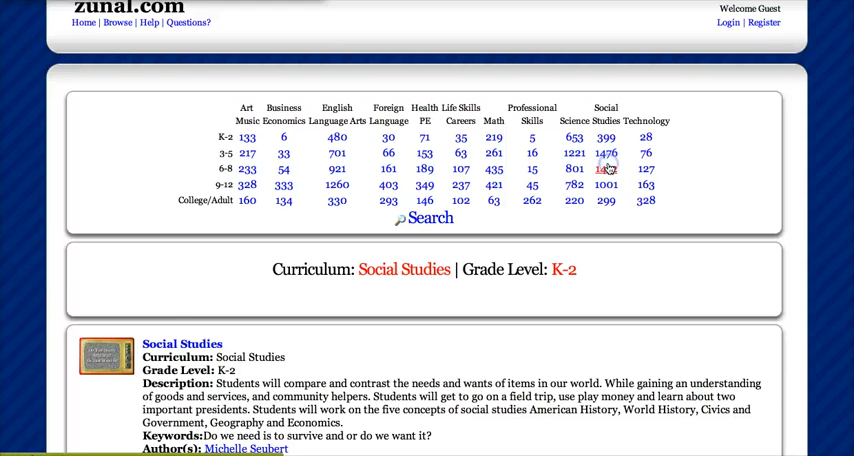 zunal.com
Welcome Guest
Home | Browse | Help | Questions?
Login | Register
Art Business English Foreign Health Life Skills Professional Social
Music Economics Language Arts Language PE Careers Math Skills Science Studies Technology
K-2 133 6 480 30 71 35 219 5 653 399 28
3-5 217 33 701 66 153 63 261 16 1221 1476 76
6-8 233 54 921 161 189 107 435 15 801 127
9-12 328 333 1260 403 349 237 421 45 782 1001 163
College/Adult 160 134 330 293 146 102 63 262 220 299 328
Search
Curriculum: Social Studies | Grade Level: K-2
Social Studies
Curriculum: Social Studies
Grade Level: K-2
Description: Students will compare and contrast the needs and wants of items in our world. While gaining an understanding
of goods and services, and community helpers. Students will get to go on a field trip, use play money and learn about two
important presidents. Students will work on the five concepts of social studies American History, World History, Civics and
Government, Geography and Economics.
Keywords:Do we need is to survive and or do we want it?
Author(s): Michelle Seubert